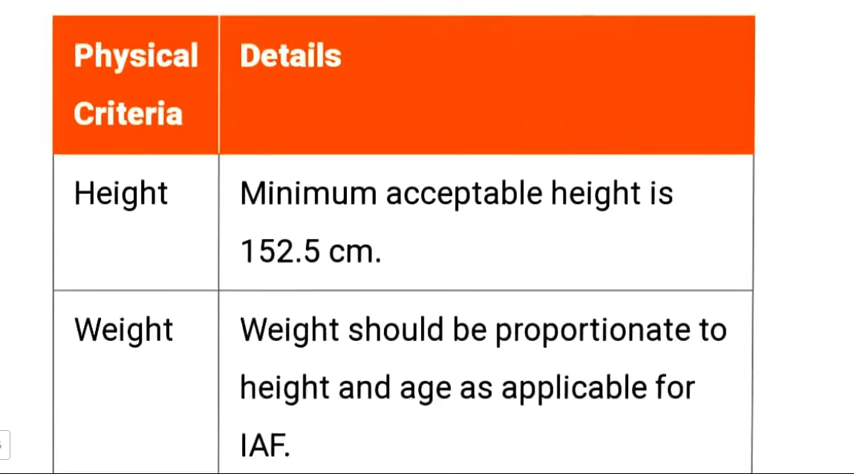 Physical
Criteria
Details
Height
Minimum acceptable height is
152.5 cm.
Weight
Weight should be proportionate to
height and age as applicable for
IAF.